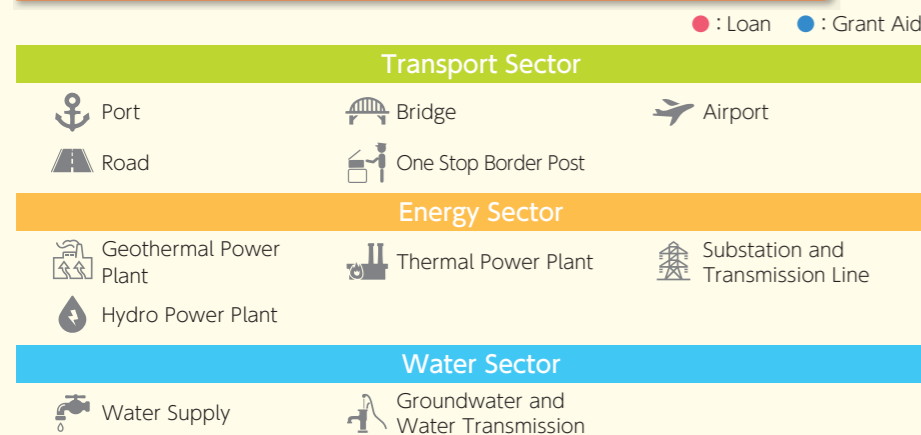 : Loan : Grant Aid
Transport Sector
Port Bridge Airport
Road One Stop Border Post
Energy Sector
Geothermal Power
Plant
Thermal Power Plant
Substation and
Transmission Line
Hydro Power Plant
Water Sector
Water Supply
Groundwater and
Water Transmission